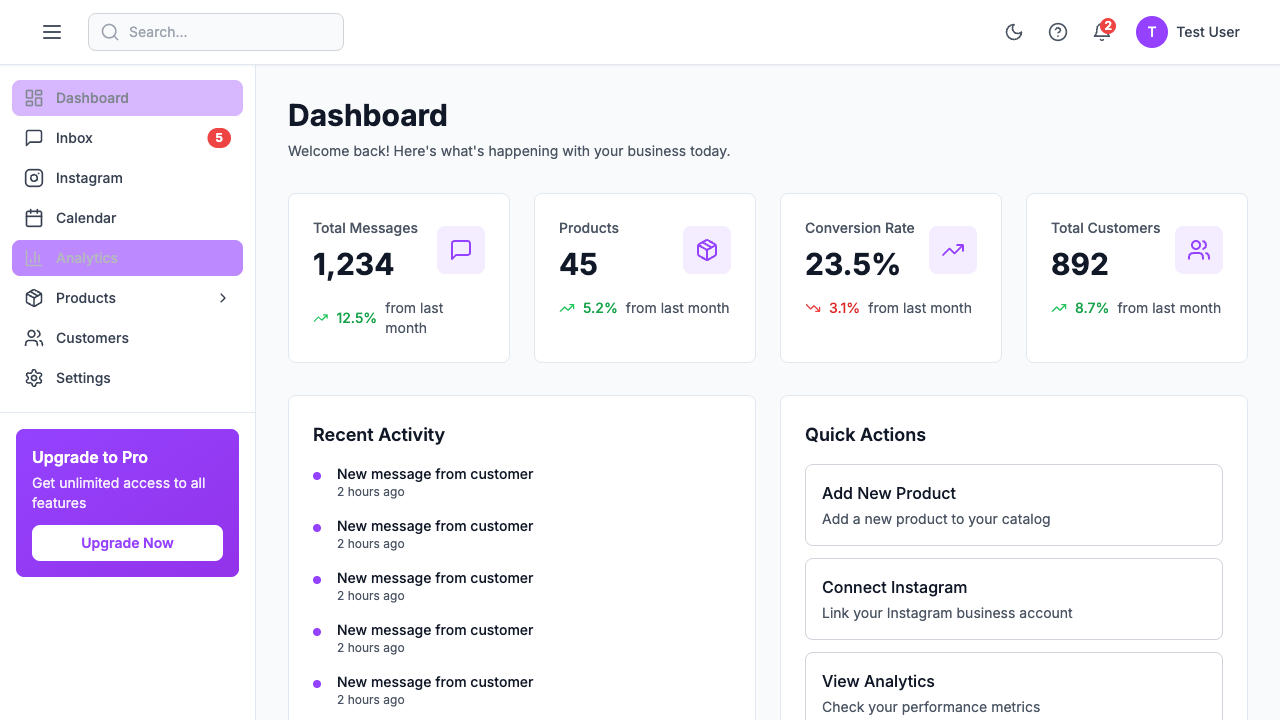 Search...
2
T
Test User
Dashboard
Inbox
5
Instagram
Calendar
Analytics
Products
Customers
Settings
Upgrade to Pro
Get unlimited access to all
features
Upgrade Now
Dashboard
Welcome back! Here's what's happening with your business today.
Total Messages
1,234
12.5% from last
month
Products
45
5.2% from last month
Conversion Rate
23.5%
3.1% from last month
Total Customers
892
8.7% from last month
Recent Activity
New message from customer
2 hours ago
New message from customer
2 hours ago
New message from customer
2 hours ago
New message from customer
2 hours ago
New message from customer
2 hours ago
Quick Actions
Add New Product
Add a new product to your catalog
Connect Instagram
Link your Instagram business account
View Analytics
Check your performance metrics